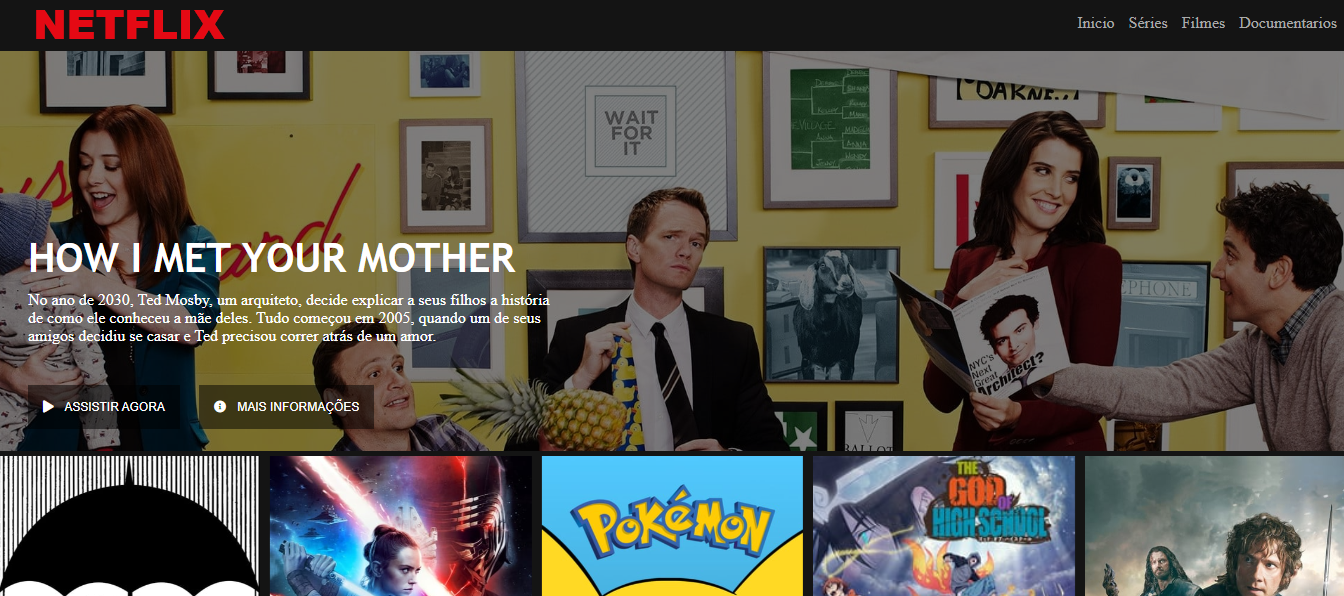 NETFLIX
Inicio Séries Filmes Documentarios
WAIT
FOR
IT
HOW I MET YOUR MOTHER
No ano de 2030, Ted Mosby, um arquiteto, decide explicar a seus filhos a história
de como ele conheceu a mãe deles. Tudo começou em 2005, quando um de seus
amigos decidiu se casar e Ted precisou correr atrás de um amor.
ASSISTIR AGORA MAIS INFORMAÇÕES
PHONE
NYC's
Next
Great
Architect?
BALLOT
POKéMON
THE
GOD
OF
HIGH SCHOOL